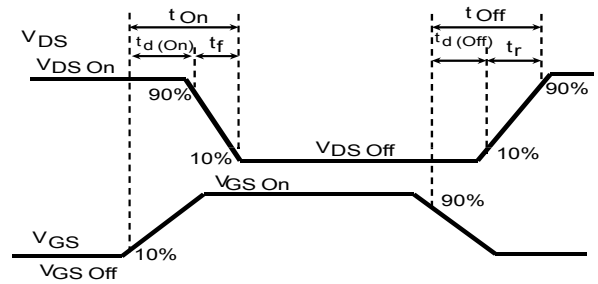 t On
t Off
t d (On)
t f
t d (Off)
t r
V DS
V DS On
90%
90%
10%
V DS Off
10%
V GS On
90%
V GS
10%
V GS Off